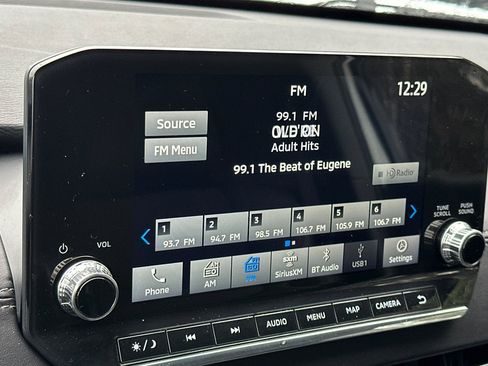 FM
12:29
99.1 FM
Source
Adult Hits
FM Menu
99.1 The Beat of Eugene
HD Radio
TUNE SCROLL
PUSH SOUND
1 2 3 4 5 6
93.7 FM 94.7 FM 98.5 FM 106.7 FM 105.9 FM 106.7 FM
VOL
Phone
AM
FM
sxm
SiriusXM
BT Audio
USB1
Settings
AUDIO MENU MAP CAMERA